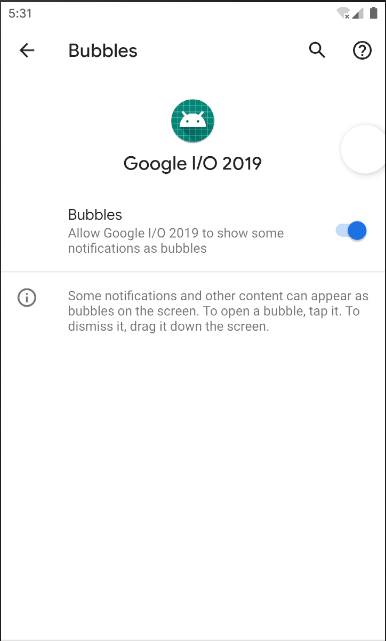 5:31
Bubbles
Google I/O 2019
Bubbles
Allow Google I/O 2019 to show some
notifications as bubbles
Some notifications and other content can appear as
bubbles on the screen. To open a bubble, tap it. To
dismiss it, drag it down the screen.